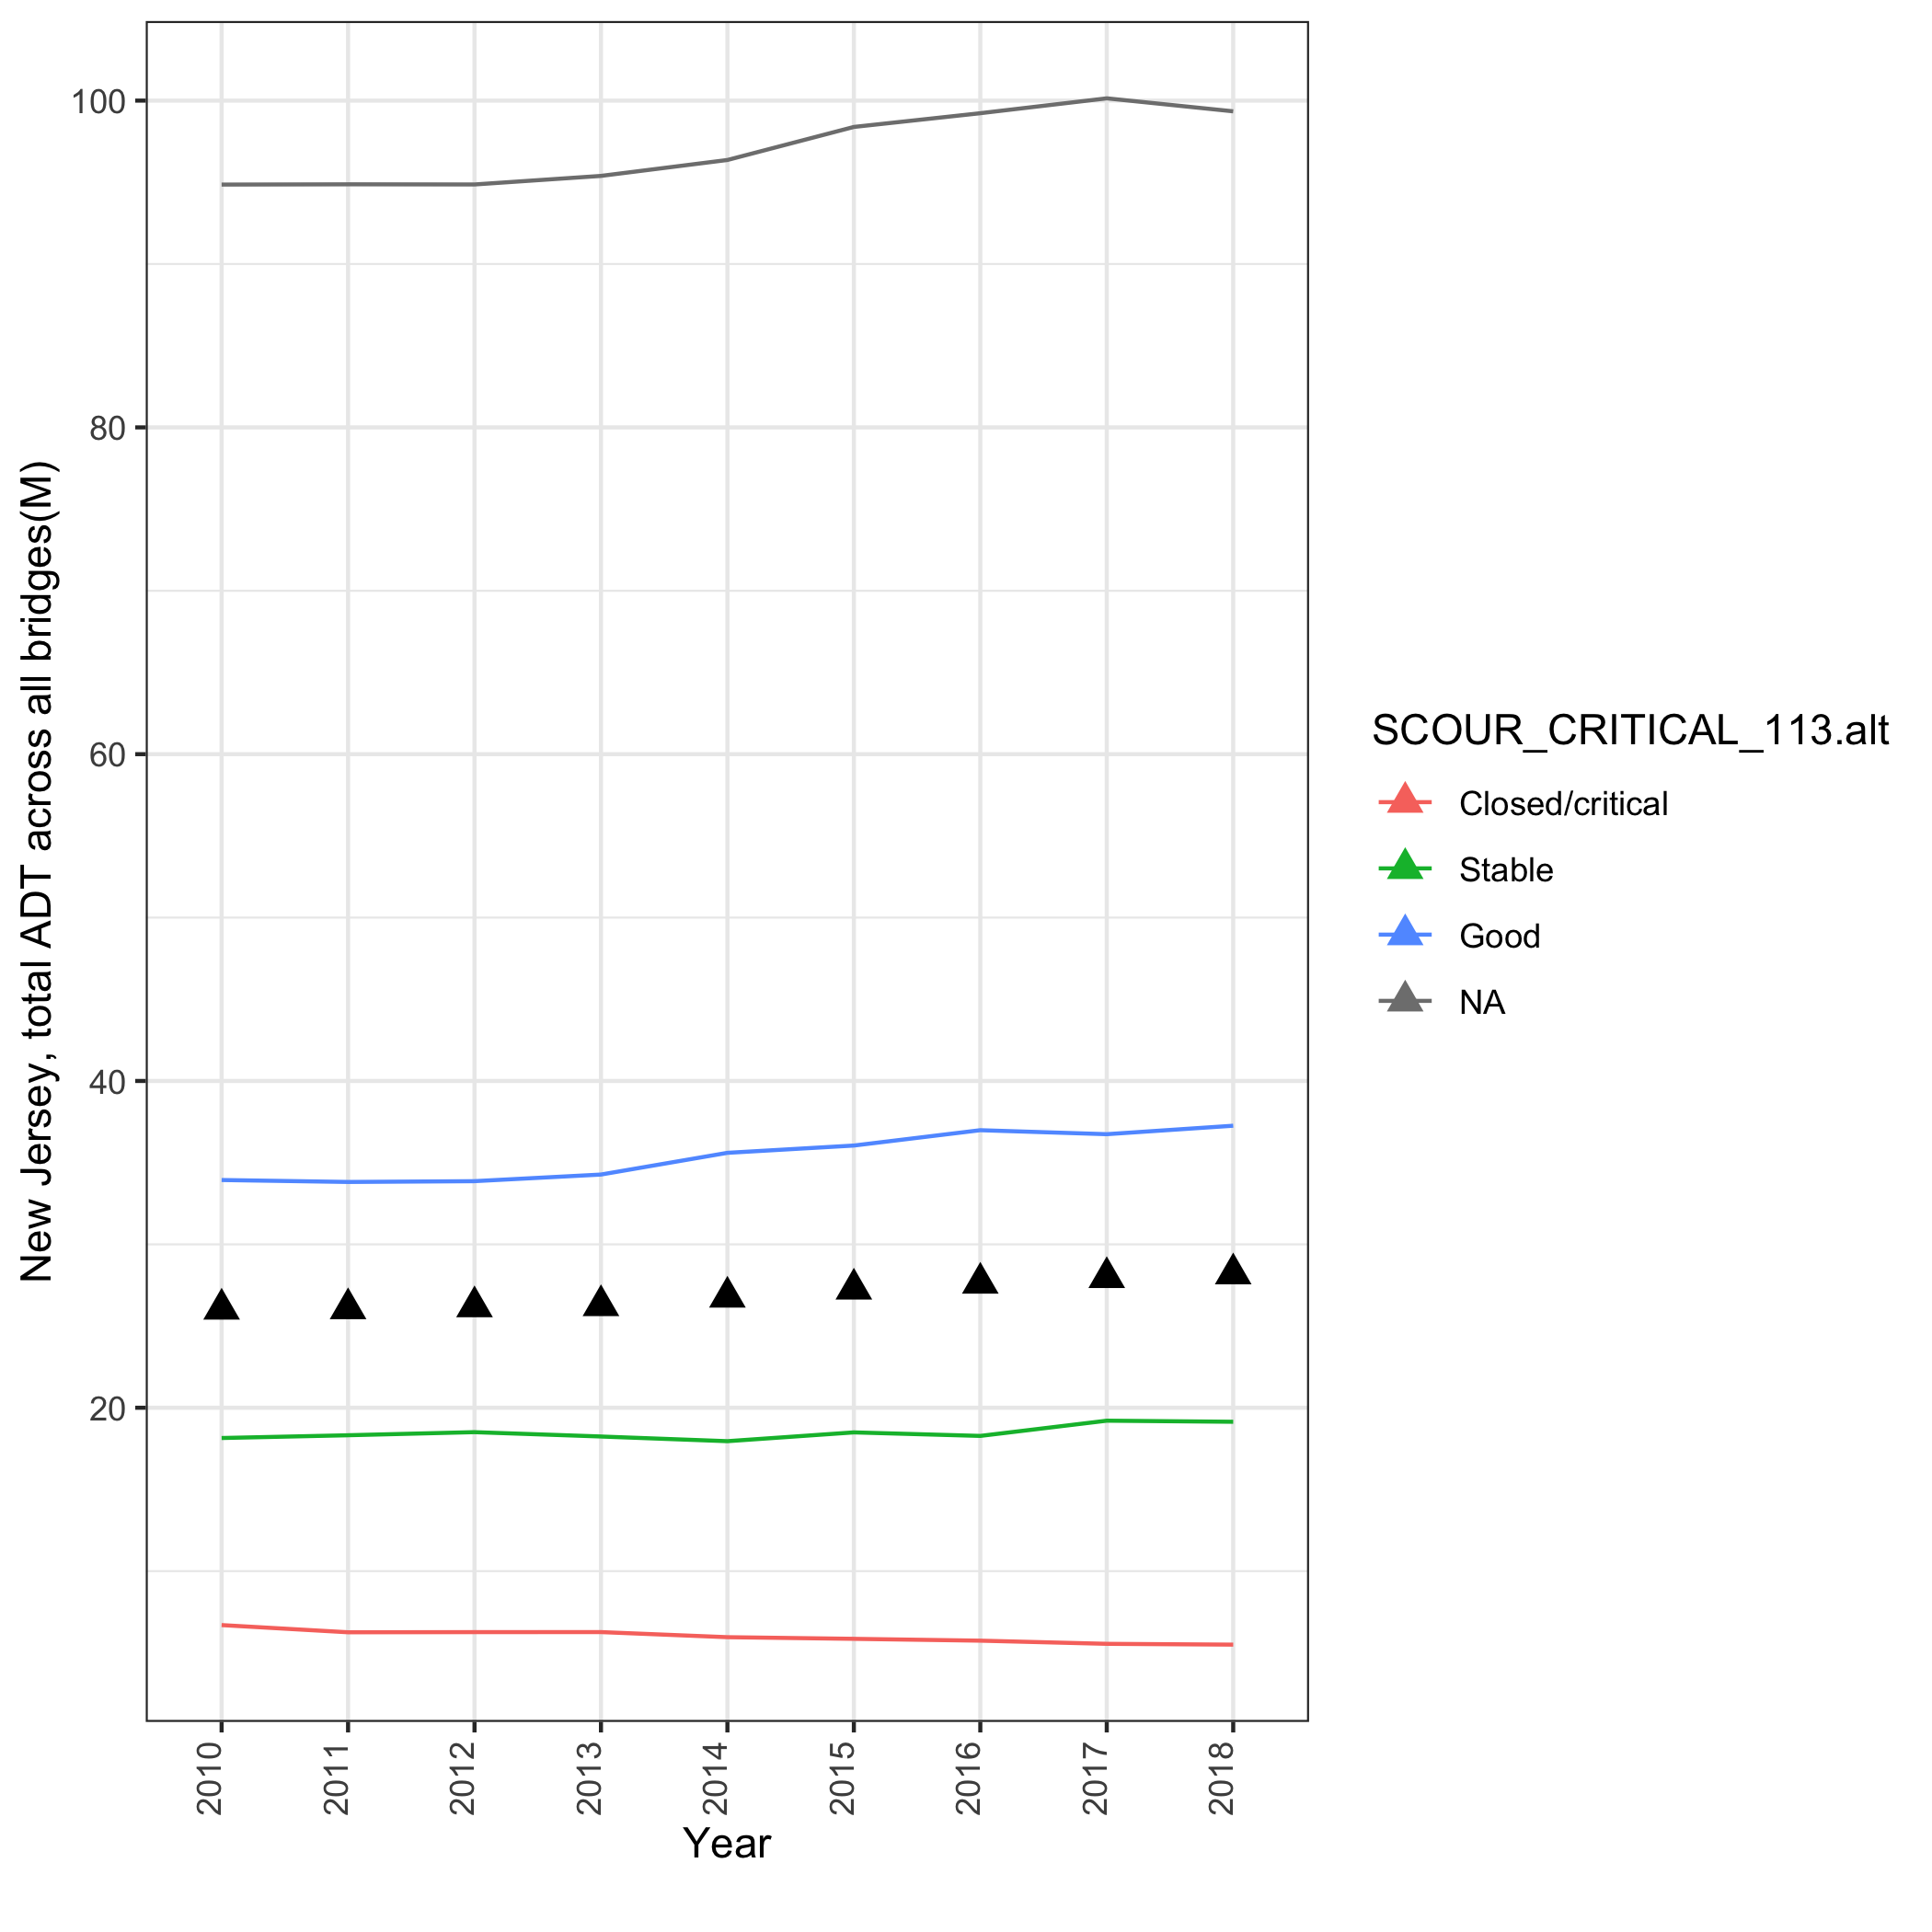 New Jersey, total ADT across all bridges(M)
100
80
60
40
20
2010
2011
2012
2013
2014
2015
2016
2017
2018
Year
SCOUR_CRITICAL_113.alt
Closed/critical
Stable
Good
NA